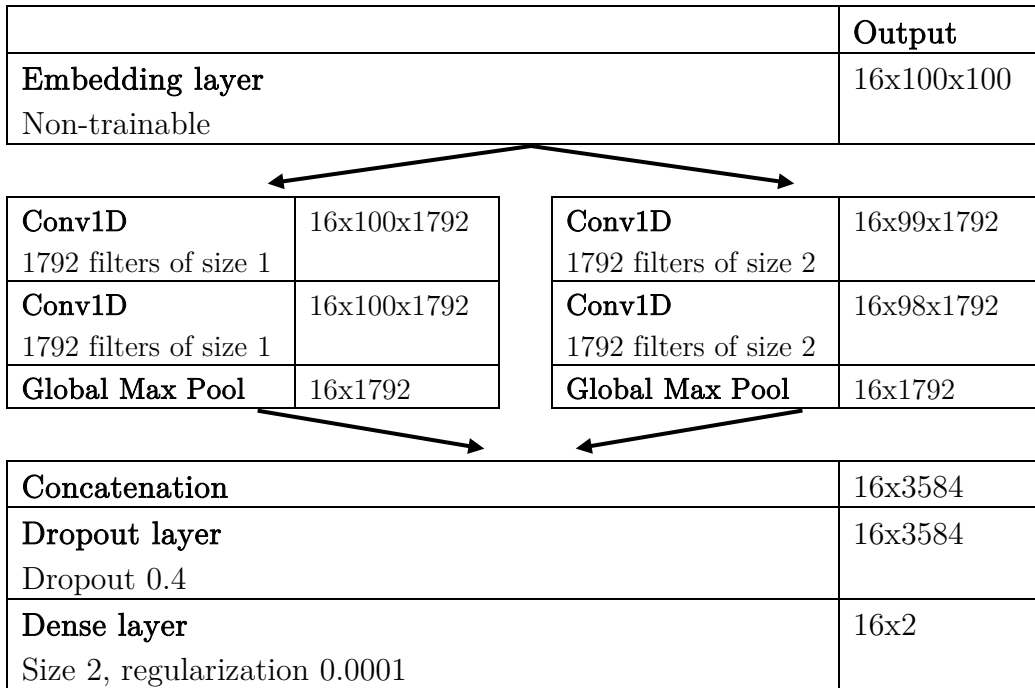 Output
Embedding layer 16x100x100
Non-trainable
Conv1D 16x100x1792
1792 filters of size 1
Conv1D 16x100x1792
1792 filters of size 1
Global Max Pool 16x1792
Conv1D 16x99x1792
1792 filters of size 2
Conv1D 16x98x1792
1792 filters of size 2
Global Max Pool 16x1792
Concatenation 16x3584
Dropout layer 16x3584
Dropout 0.4
Dense layer 16x2
Size 2, regularization 0.0001